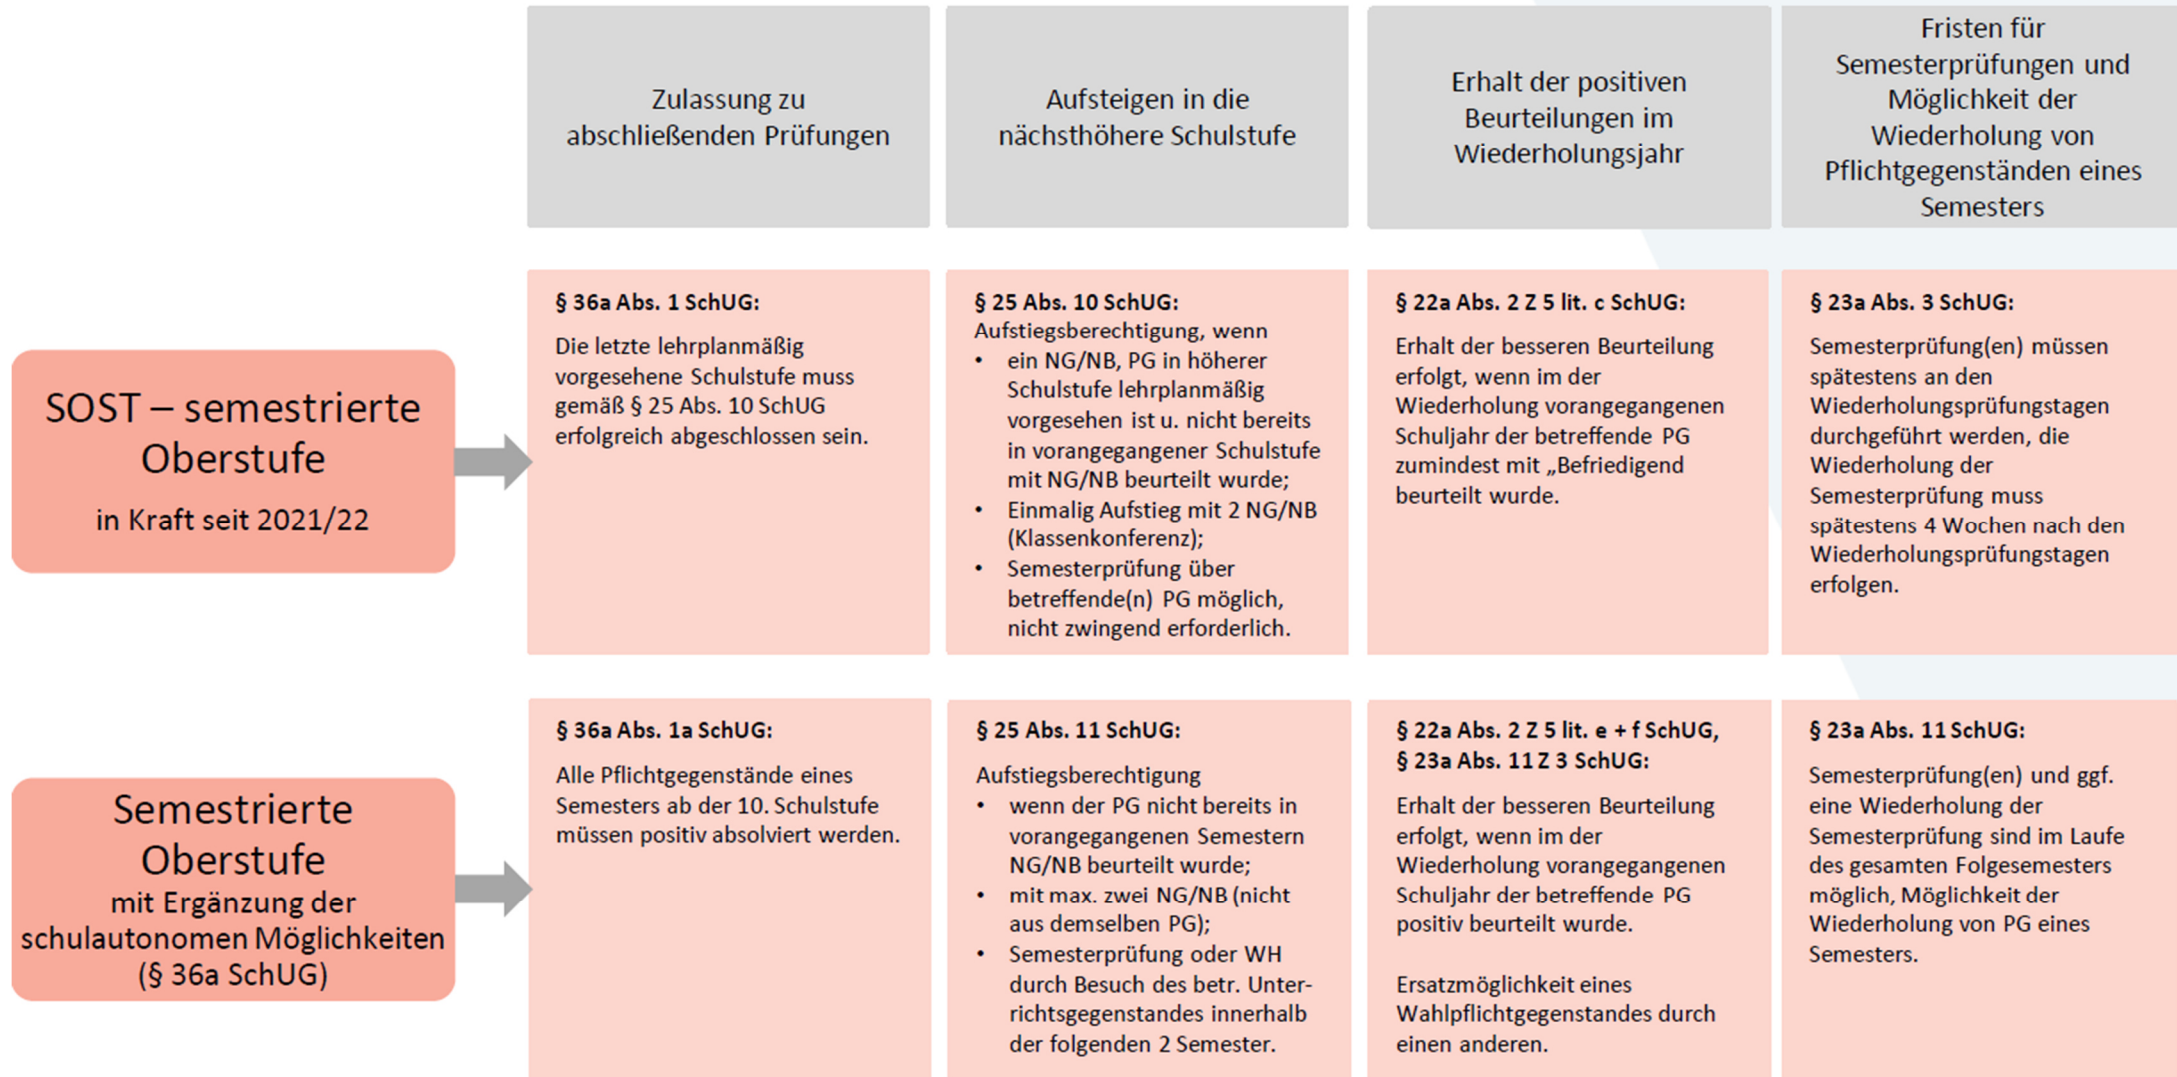 Zulassung zu
abschließenden Prüfungen
Aufsteigen in die
nächsthöhere Schulstufe
Erhalt der positiven
Beurteilungen im
Wiederholungsjahr
Fristen für
Semesterprüfungen und
Möglichkeit der
Wiederholung von
Pflichtgegenständen eines
Semesters
SOST – semestrierte
Oberstufe
in Kraft seit 2021/22
§ 36a Abs. 1 SchUG:
Die letzte lehrplanmäßig
vorgesehene Schulstufe muss
gemäß § 25 Abs. 10 SchUG
erfolgreich abgeschlossen sein.
§ 25 Abs. 10 SchUG:
Aufstiegsberechtigung, wenn
• ein NG/NB, PG in höherer
Schulstufe lehrplanmäßig
vorgesehen ist u. nicht bereits
in vorangegangener Schulstufe
mit NG/NB beurteilt wurde;
• Einmalig Aufstieg mit 2 NG/NB
(Klassenkonferenz);
• Semesterprüfung über
betreffende(n) PG möglich,
nicht zwingend erforderlich.
§ 22a Abs. 2 Z 5 lit. c SchUG:
Erhalt der besseren Beurteilung
erfolgt, wenn im der
Wiederholung vorangegangenen
Schuljahr der betreffende PG
zumindest mit „Befriedigend
beurteilt wurde.
§ 23a Abs. 3 SchUG:
Semesterprüfung(en) müssen
spätestens an den
Wiederholungsprüfungstagen
durchgeführt werden, die
Wiederholung der
Semesterprüfung muss
spätestens 4 Wochen nach den
Wiederholungsprüfungstagen
erfolgen.
Semestrierte
Oberstufe
mit Ergänzung der
schulautonomen Möglichkeiten
(§ 36a SchUG)
§ 36a Abs. 1a SchUG:
Alle Pflichtgegenstände eines
Semesters ab der 10. Schulstufe
müssen positiv absolviert werden.
§ 25 Abs. 11 SchUG:
Aufstiegsberechtigung
• wenn der PG nicht bereits in
vorangegangenen Semestern
NG/NB beurteilt wurde;
• mit max. zwei NG/NB (nicht
aus demselben PG);
• Semesterprüfung oder WH
durch Besuch des betr. Unter-
richtsgegenstandes innerhalb
der folgenden 2 Semester.
§ 22a Abs. 2 Z 5 lit. e + f SchUG,
§ 23a Abs. 11 Z 3 SchUG:
Erhalt der besseren Beurteilung
erfolgt, wenn im der
Wiederholung vorangegangenen
Schuljahr der betreffende PG
positiv beurteilt wurde.
Ersatzmöglichkeit eines
Wahlpflichtgegenstandes durch
einen anderen.
§ 23a Abs. 11 SchUG:
Semesterprüfung(en) und ggf.
eine Wiederholung der
Semesterprüfung sind im Laufe
des gesamten Folgesemesters
möglich, Möglichkeit der
Wiederholung von PG eines
Semesters.